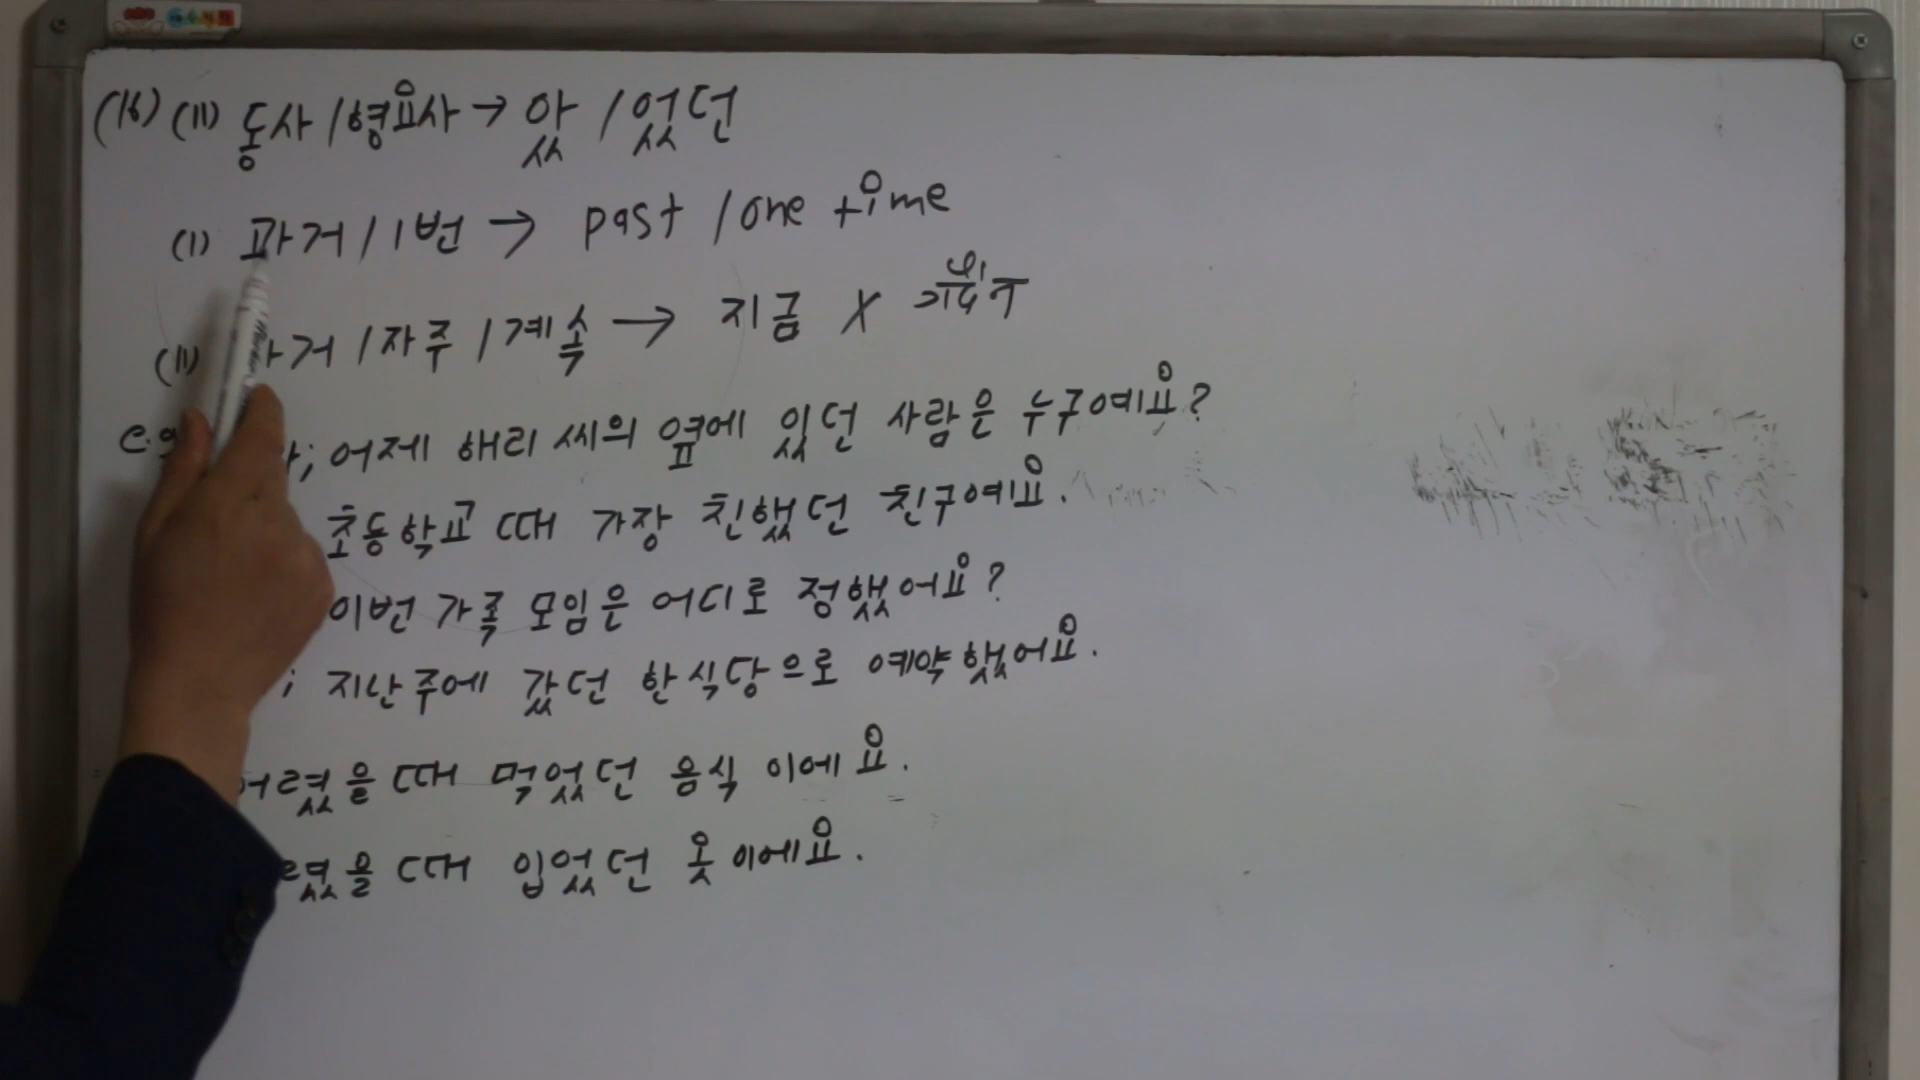 (16) (11) 동사 / 형용사 → 았 / 었던
(1) 과거 / 1번 → past / one time
(11) 거 / 자주 / 계속 → 지금 X
e.g ; 어제 해리 씨의 옆에 있던 사람은 누구예요?
초등학교 때 가장 친했던 친구예요.
이번 가족 모임은 어디로 정했어요?
; 지난주에 갔던 한식당으로 예약했어요.
어렸을 때 먹었던 음식이에요.
렸을 때 입었던 옷이에요.